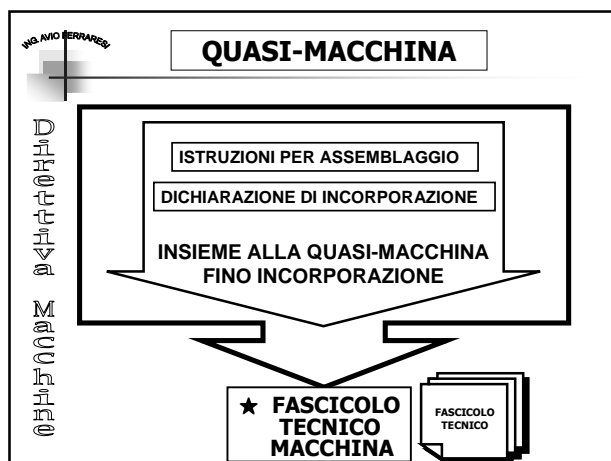 ING. AVIO FERRARESI
QUASI-MACCHINA
Direttiva Macchine
ISTRUZIONI PER ASSEMBLAGGIO
DICHIARAZIONE DI INCORPORAZIONE
INSIEME ALLA QUASI-MACCHINA
FINO INCORPORAZIONE
★ FASCICOLO
TECNICO
MACCHINA
FASCICOLO
TECNICO